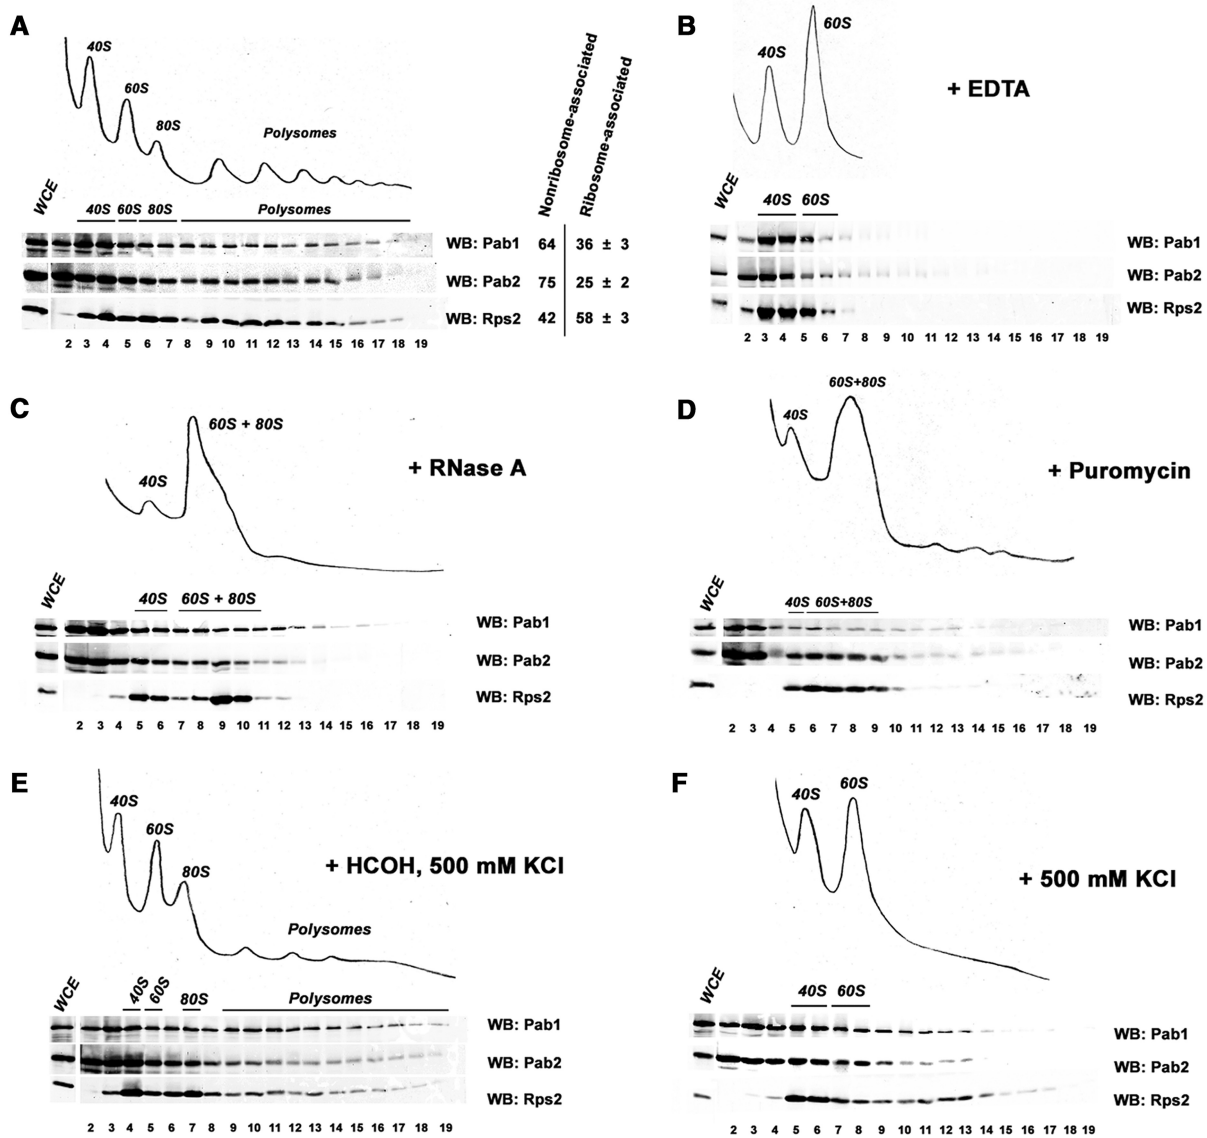 A
40S
60S
80S
Polysomes
Nonribosome-associated
Ribosome-associated
WCE
40S 60S 80S Polysomes
WB: Pab1 64 36 ± 3
WB: Pab2 75 25 ± 2
WB: Rps2 42 58 ± 3
2 3 4 5 6 7 8 9 10 11 12 13 14 15 16 17 18 19
B
60S
40S
+ EDTA
WCE
40S 60S
WB: Pab1
WB: Pab2
WB: Rps2
2 3 4 5 6 7 8 9 10 11 12 13 14 15 16 17 18 19
C
60S + 80S
40S
+ RNase A
WCE
40S 60S + 80S
WB: Pab1
WB: Pab2
WB: Rps2
2 3 4 5 6 7 8 9 10 11 12 13 14 15 16 17 18 19
D
60S+80S
40S
+ Puromycin
WCE
40S 60S+80S
WB: Pab1
WB: Pab2
WB: Rps2
2 3 4 5 6 7 8 9 10 11 12 13 14 15 16 17 18 19
E
40S
60S
80S
+ HCOH, 500 mM KCl
Polysomes
WCE
40S 60S 80S Polysomes
WB: Pab1
WB: Pab2
WB: Rps2
2 3 4 5 6 7 8 9 10 11 12 13 14 15 16 17 18 19
F
40S
60S
+ 500 mM KCl
WCE
40S 60S
WB: Pab1
WB: Pab2
WB: Rps2
2 3 4 5 6 7 8 9 10 11 12 13 14 15 16 17 18 19